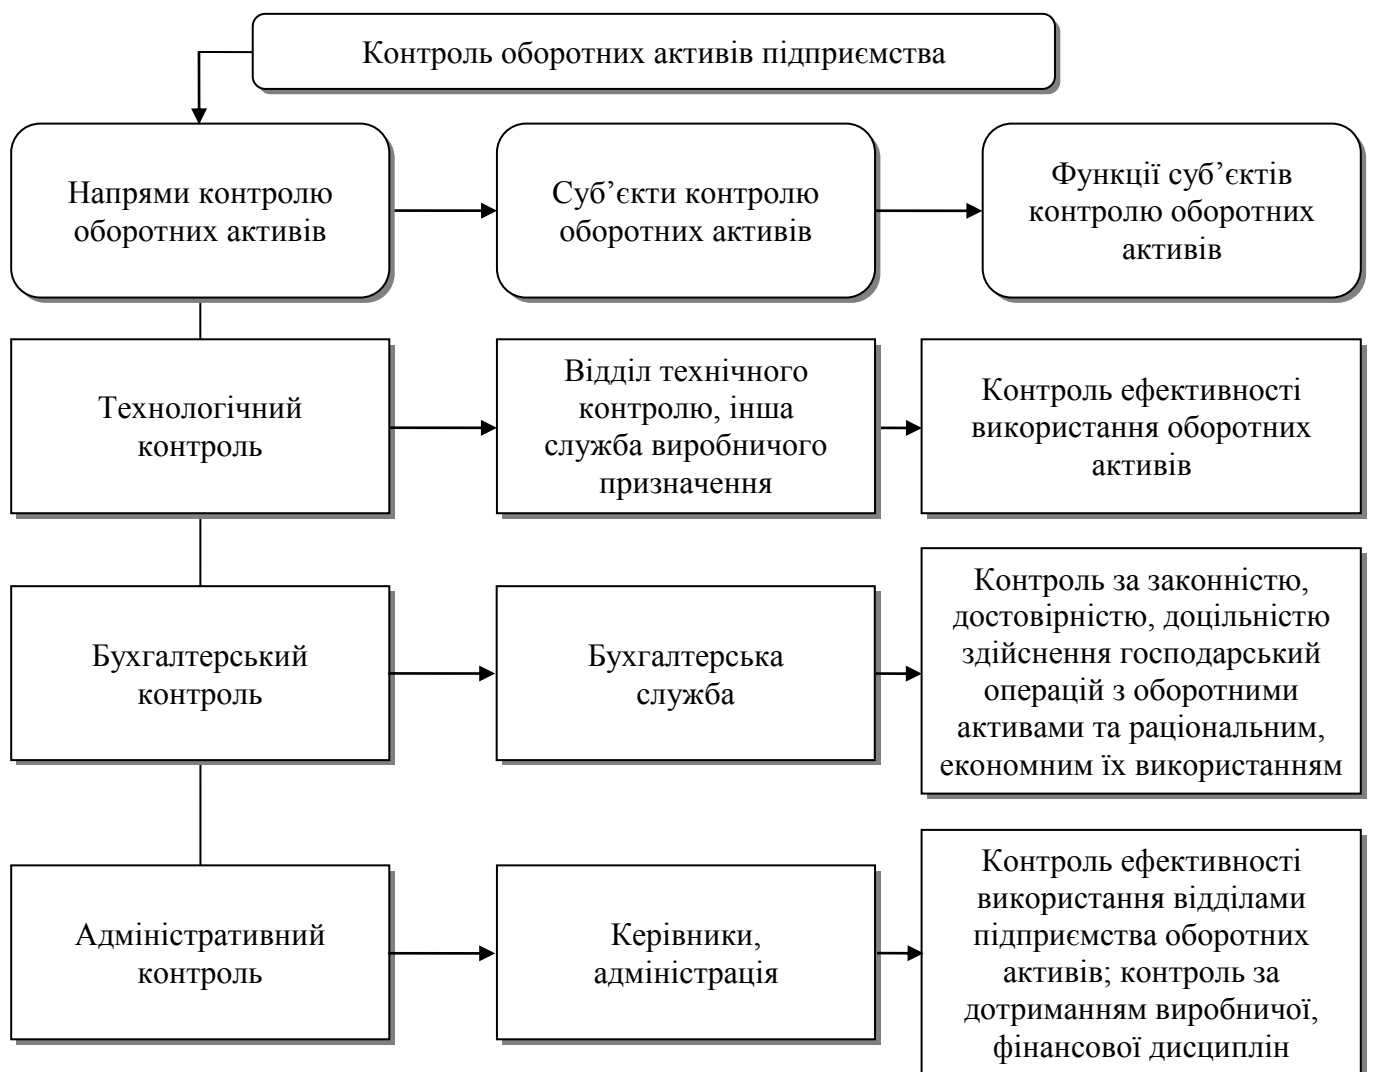 Контроль оборотних активів підприємства
Напрями контролю
оборотних активів
Суб’єкти контролю
оборотних активів
Функції суб’єктів
контролю оборотних
активів
Технологічний
контроль
Відділ технічного
контролю, інша
служба виробничого
призначення
Контроль ефективності
використання оборотних
активів
Бухгалтерський
контроль
Бухгалтерська
служба
Контроль за законністю,
достовірністю, доцільністю
здійснення господарський
операцій з оборотними
активами та раціональним,
економним їх використанням
Адміністративний
контроль
Керівники,
адміністрація
Контроль ефективності
використання відділами
підприємства оборотних
активів; контроль за
дотриманням виробничої,
фінансової дисциплін